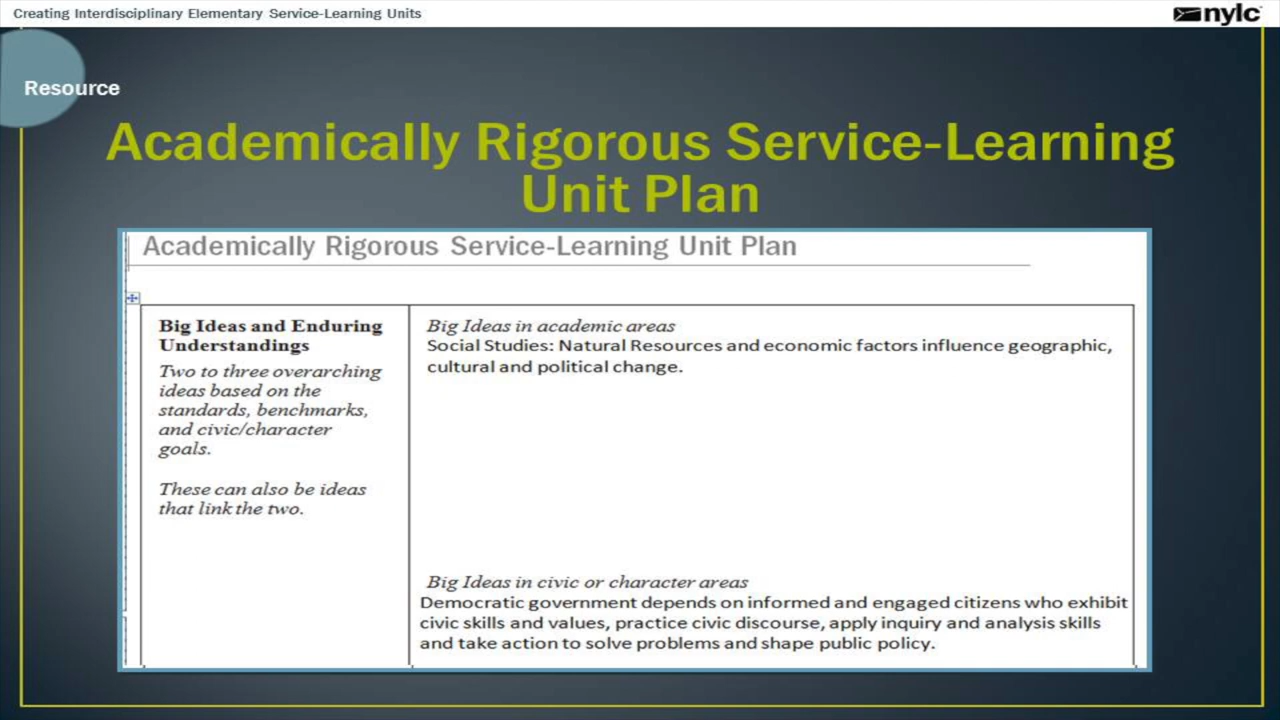 Creating Interdisciplinary Elementary Service-Learning Units
nylc
Resource
Academically Rigorous Service-Learning
Unit Plan
Academically Rigorous Service-Learning Unit Plan
Big Ideas and Enduring
Understandings
Two to three overarching
ideas based on the
standards, benchmarks,
and civic/character
goals.
These can also be ideas
that link the two.
Big Ideas in academic areas
Social Studies: Natural Resources and economic factors influence geographic,
cultural and political change.
Big Ideas in civic or character areas
Democratic government depends on informed and engaged citizens who exhibit
civic skills and values, practice civic discourse, apply inquiry and analysis skills
and take action to solve problems and shape public policy.